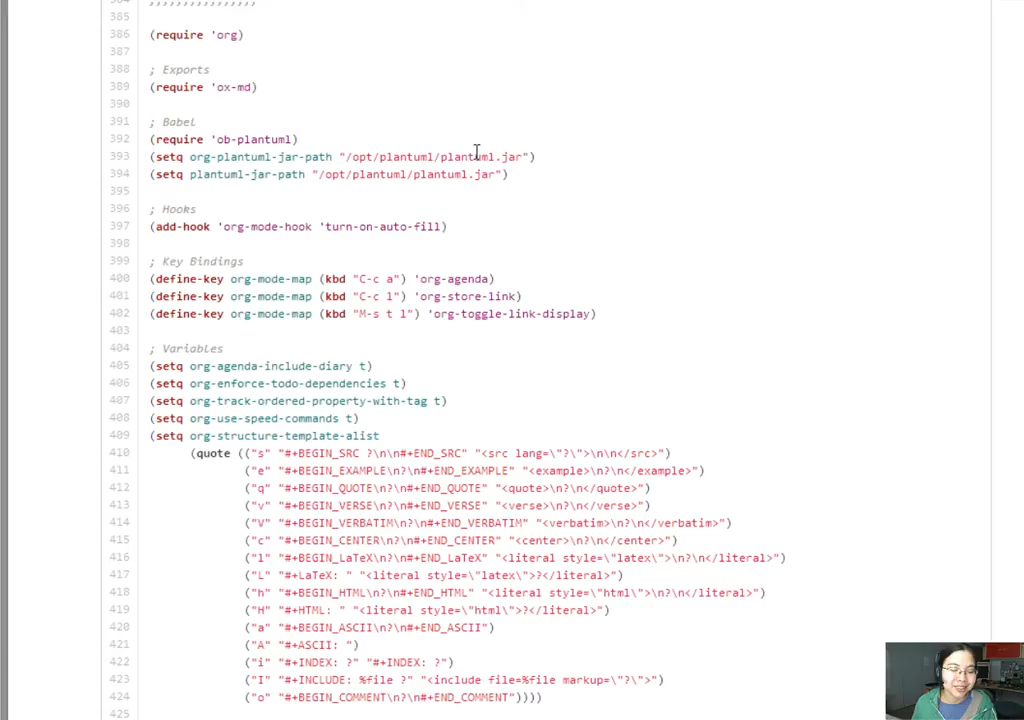 385
386 (require 'org)
387
388 ; Exports
389 (require 'ox-md)
390
391 ; Babel
392 (require 'ob-plantuml)
393 (setq org-plantuml-jar-path "/opt/plantuml/plantuml.jar")
394 (setq plantuml-jar-path "/opt/plantuml/plantuml.jar")
395
396 ; Hooks
397 (add-hook 'org-mode-hook 'turn-on-auto-fill)
398
399 ; Key Bindings
400 (define-key org-mode-map (kbd "C-c a") 'org-agenda)
401 (define-key org-mode-map (kbd "C-c l") 'org-store-link)
402 (define-key org-mode-map (kbd "M-s t l") 'org-toggle-link-display)
403
404 ; Variables
405 (setq org-agenda-include-diary t)
406 (setq org-enforce-todo-dependencies t)
407 (setq org-track-ordered-property-with-tag t)
408 (setq org-use-speed-commands t)
409 (setq org-structure-template-alist
410 (quote (("s" "#+BEGIN_SRC ?\n\n#+END_SRC" "<src lang=\"?\">\n\n</src>")
411 ("e" "#+BEGIN_EXAMPLE\n?\n#+END_EXAMPLE" "<example>\n?\n</example>")
412 ("q" "#+BEGIN_QUOTE\n?\n#+END_QUOTE" "<quote>\n?\n</quote>")
413 ("v" "#+BEGIN_VERSE\n?\n#+END_VERSE" "<verse>\n?\n</verse>")
414 ("V" "#+BEGIN_VERBATIM\n?\n#+END_VERBATIM" "<verbatim>\n?\n</verbatim>")
415 ("c" "#+BEGIN_CENTER\n?\n#+END_CENTER" "<center>\n?\n</center>")
416 ("l" "#+BEGIN_LaTeX\n?\n#+END_LaTeX" "<literal style=\"latex\">\n?\n</literal>")
417 ("L" "#+LaTeX: " "<literal style=\"latex\">?</literal>")
418 ("h" "#+BEGIN_HTML\n?\n#+END_HTML" "<literal style=\"html\">\n?\n</literal>")
419 ("H" "#+HTML: " "<literal style=\"html\">?</literal>")
420 ("a" "#+BEGIN_ASCII\n?\n#+END_ASCII")
421 ("A" "#+ASCII: ")
422 ("i" "#+INDEX: ?" "#+INDEX: ?")
423 ("I" "#+INCLUDE: %file ?" "<include file=%file markup=\"?\">")
424 ("o" "#+BEGIN_COMMENT\n?\n#+END_COMMENT"))))
425